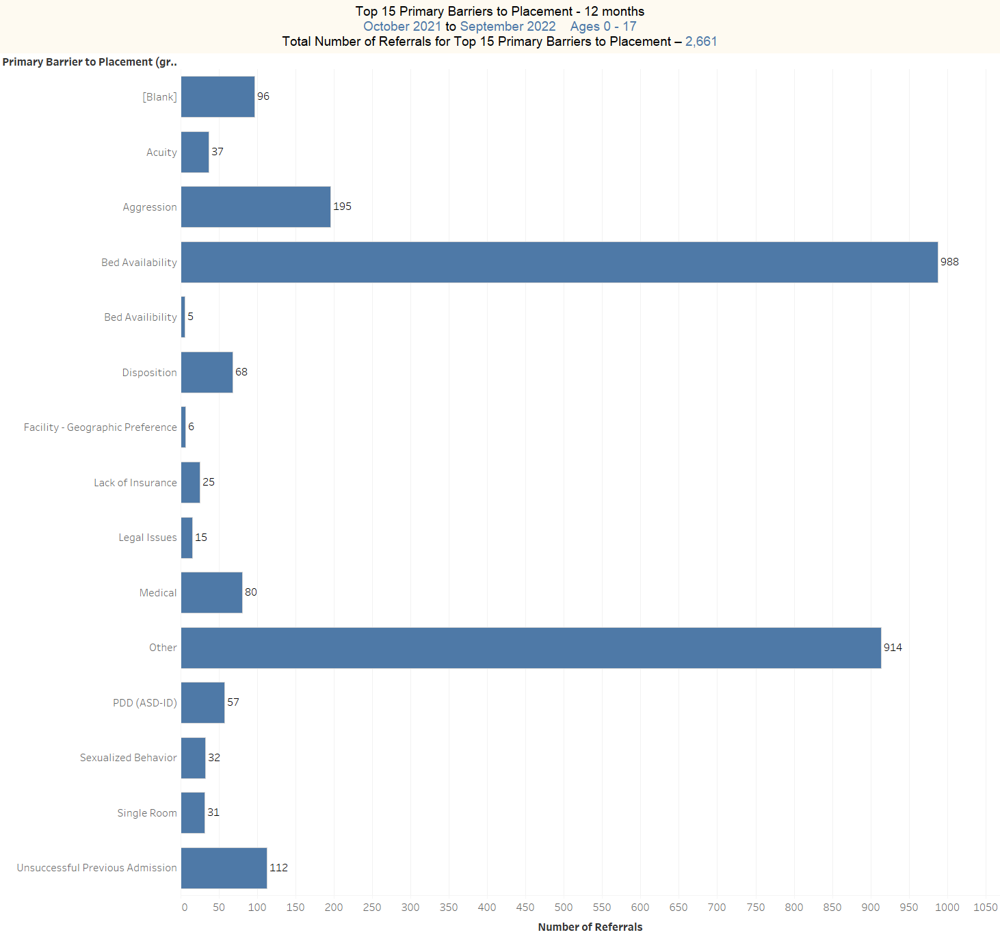 Top 15 Primary Barriers to Placement - 12 months
October 2021 to September 2022 Ages 0 - 17
Total Number of Referrals for Top 15 Primary Barriers to Placement – 2,661
Primary Barrier to Placement (gr..
[Blank] 96
Acuity 37
Aggression 195
Bed Availability 988
Bed Availibility 5
Disposition 68
Facility - Geographic Preference 6
Lack of Insurance 25
Legal Issues 15
Medical 80
Other 914
PDD (ASD-ID) 57
Sexualized Behavior 32
Single Room 31
Unsuccessful Previous Admission 112
0 50 100 150 200 250 300 350 400 450 500 550 600 650 700 750 800 850 900 950 1000 1050
Number of Referrals